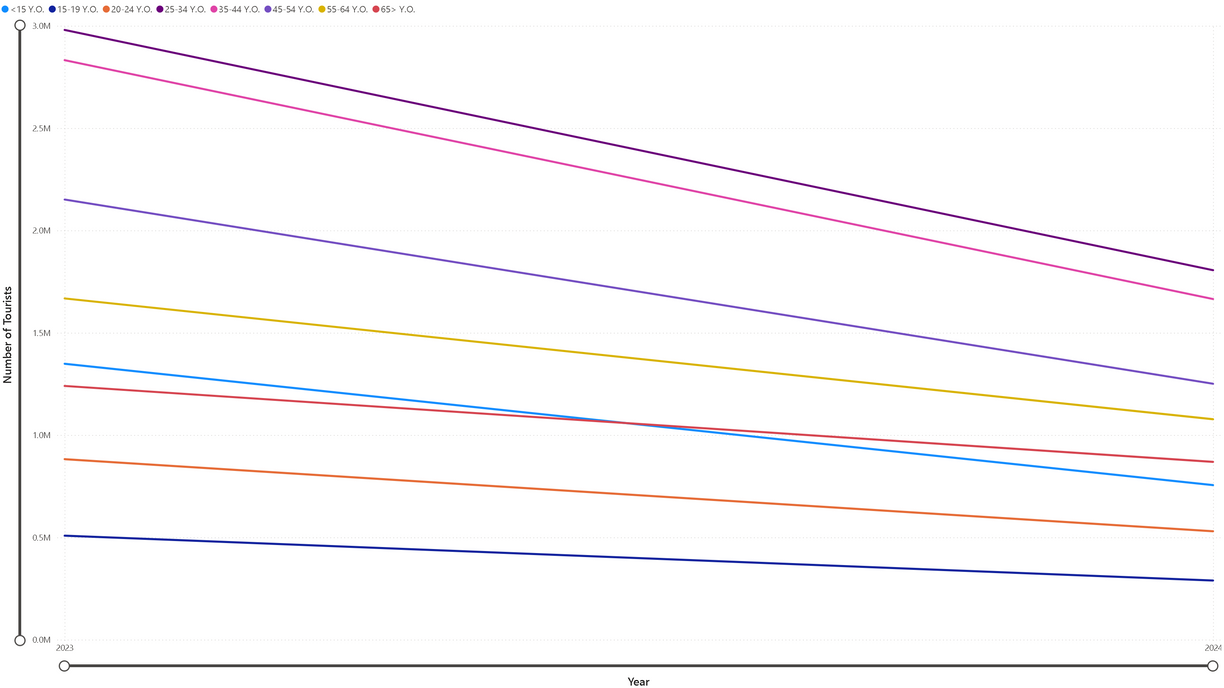 <15 Y.O. 15-19 Y.O. 20-24 Y.O. 25-34 Y.O. 35-44 Y.O. 45-54 Y.O. 55-64 Y.O. 65> Y.O.
3.0M
2.5M
2.0M
1.5M
1.0M
0.5M
0.0M
Number of Tourists
2023 2024
Year